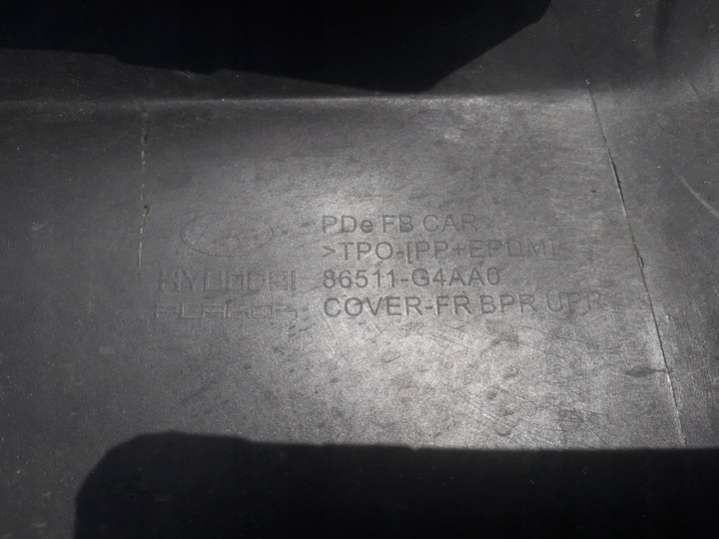 PDe FB CAR
>TPO-[PP+EPDM]<
HYUNDAI 86511-G4AA0
COVER-FR BPR UPR